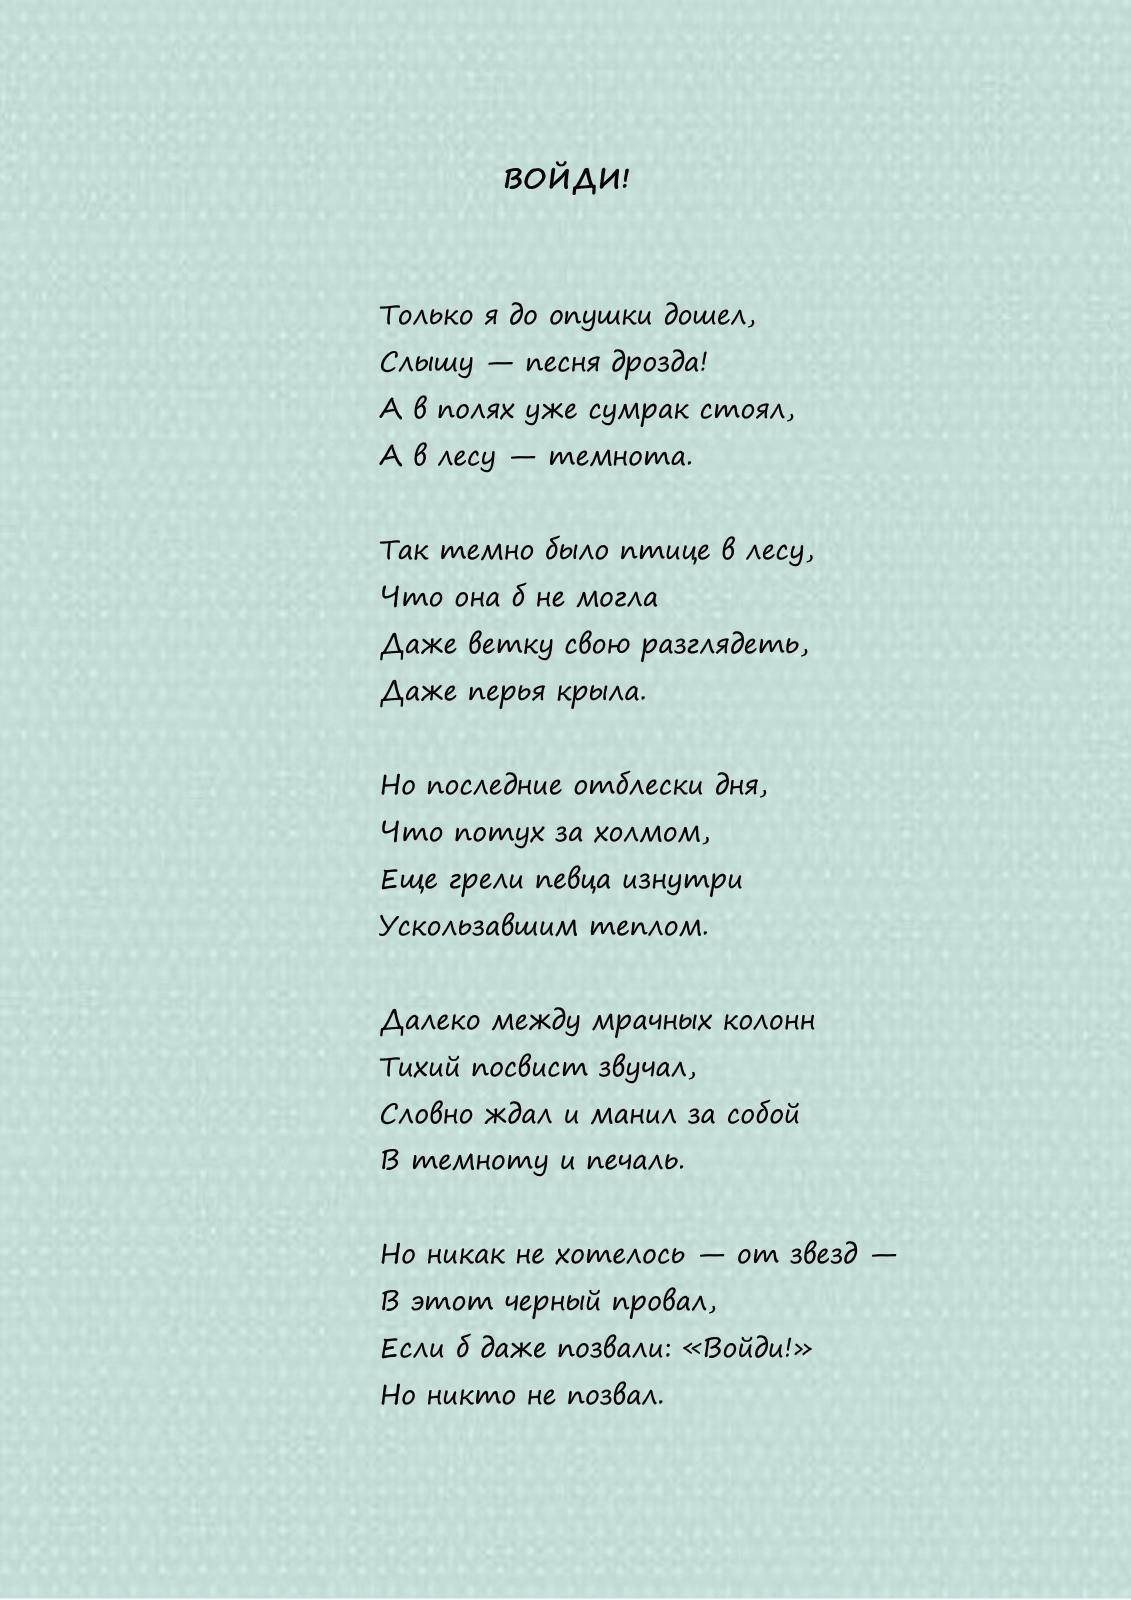 ВОЙДИ!
Только я до опушки дошел,
Слышу — песня дрозда!
А в полях уже сумрак стоял,
А в лесу — темнота.
Так темно было птице в лесу,
Что она б не могла
Даже ветку свою разглядеть,
Даже перья крыла.
Но последние отблески дня,
Что потух за холмом,
Еще грели певца изнутри
Ускользавшим теплом.
Далеко между мрачных колонн
Тихий посвист звучал,
Словно ждал и манил за собой
В темноту и печаль.
Но никак не хотелось — от звезд —
В этот черный провал,
Если б даже позвали: «Войди!»
Но никто не позвал.